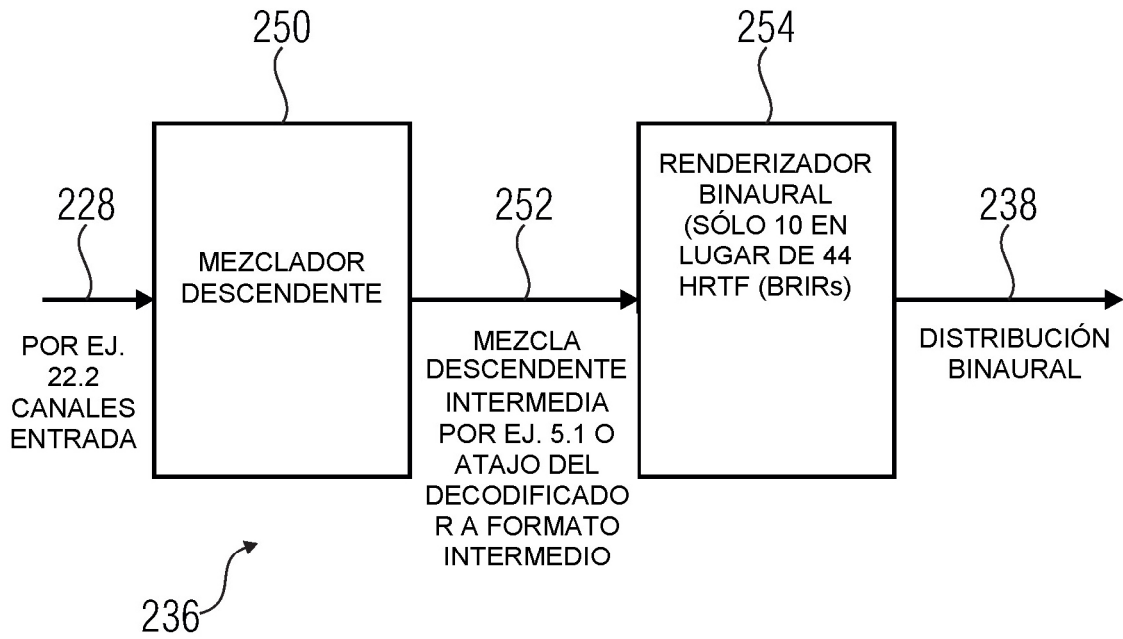 250
254
228
252
238
MEZCLADOR
DESCENDENTE
RENDERIZADOR
BINAURAL
(SÓLO 10 EN
LUGAR DE 44
HRTF (BRIRs)
POR EJ.
22.2
CANALES
ENTRADA
MEZCLA
DESCENDENTE
INTERMEDIA
POR EJ. 5.1 O
ATAJO DEL
DECODIFICADO
R A FORMATO
INTERMEDIO
DISTRIBUCIÓN
BINAURAL
236